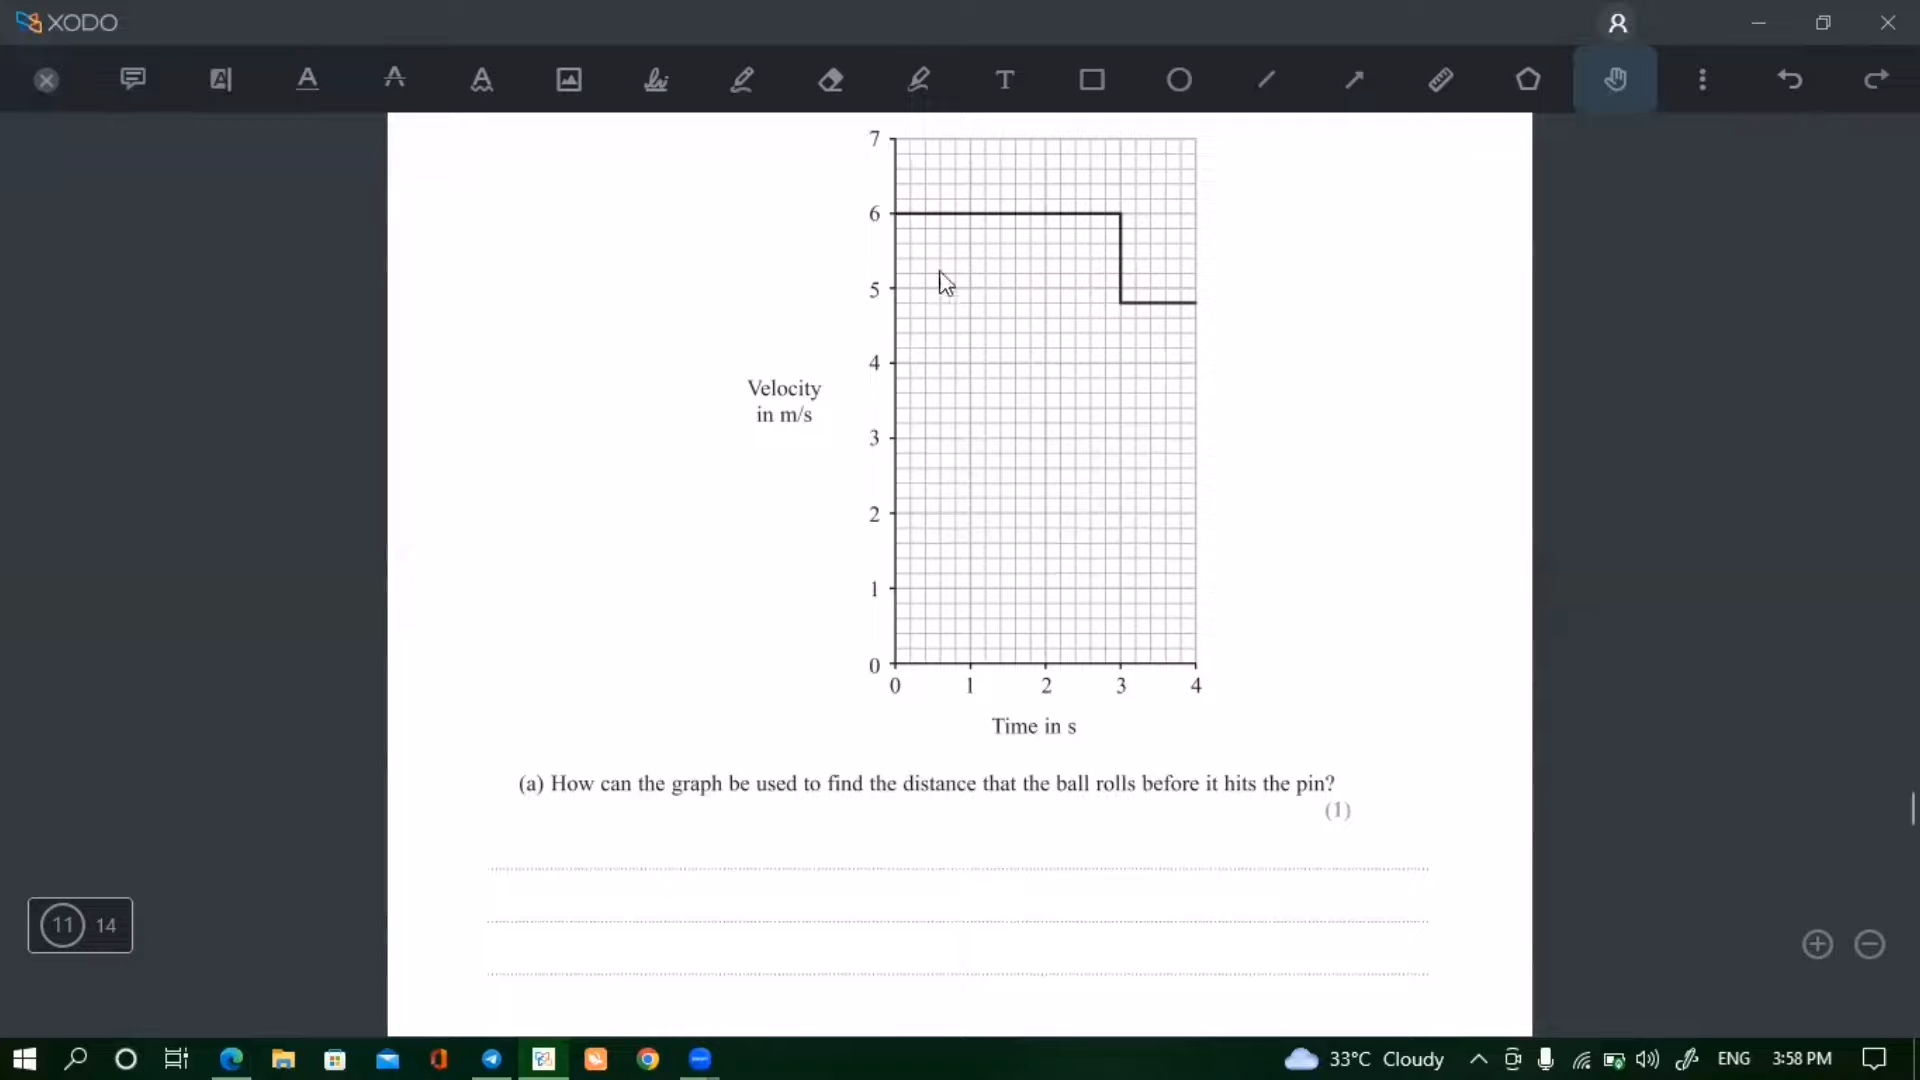 XODO
7
6
5
4
3
2
1
0
Velocity
in m/s
0 1 2 3 4
Time in s
(a) How can the graph be used to find the distance that the ball rolls before it hits the pin?
(1)
11 14
33°C Cloudy
ENG
3:58 PM